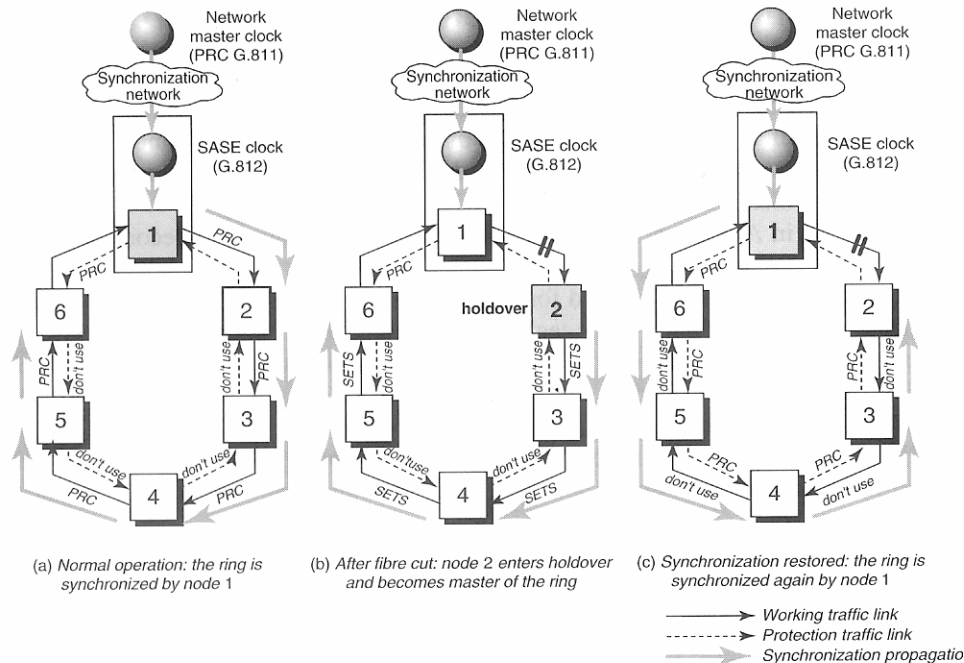 Network
master clock
(PRC G.811)
Synchronization
network
SASE clock
(G.812)
1
PRC
PRC
6
2
PRC
don't use
don't use
PRC
5
3
don't use
don't use
4
PRC
PRC
(a) Normal operation: the ring is
synchronized by node 1
Network
master clock
(PRC G.811)
Synchronization
network
SASE clock
(G.812)
1
PRC
6
holdover
2
SETS
don't use
don't use
SETS
5
3
don'tuse
don't use
4
SETS
SETS
(b) After fibre cut: node 2 enters holdover
and becomes master of the ring
Network
master clock
(PRC G.811)
Synchronization
network
SASE clock
(G.812)
1
PRC
6
2
don't use
PRC
PRC
don't use
5
3
PRC
PRC
4
don't use
don't use
(c) Synchronization restored: the ring is
synchronized again by node 1
Working traffic link
Protection traffic link
Synchronization propagatio